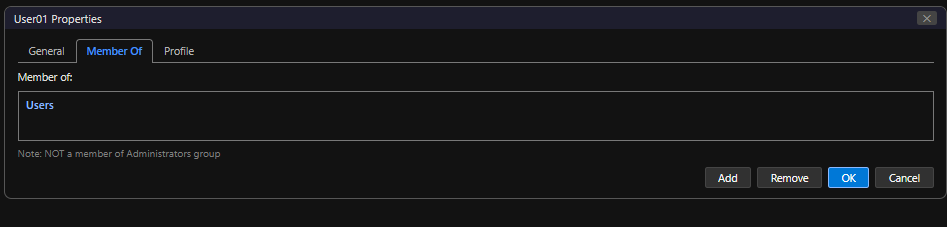 User01 Properties
General Member Of Profile
Member of:
Users
Note: NOT a member of Administrators group
Add Remove OK Cancel